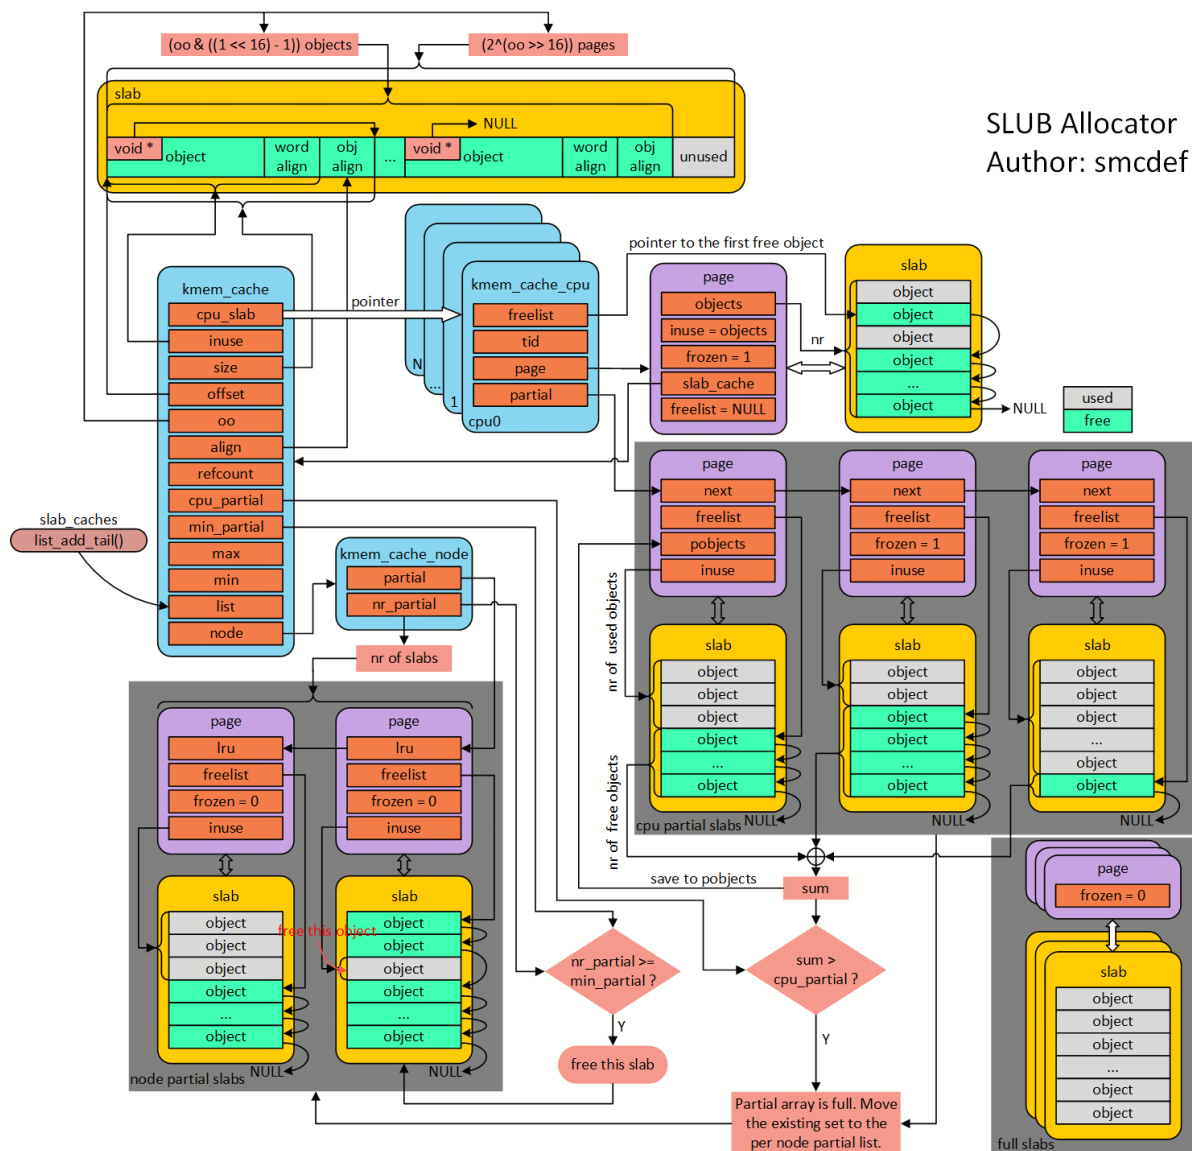 (oo & ((1 << 16) - 1)) objects
(2^(oo >> 16)) pages
SLUB Allocator
Author: smcdef
slab
NULL
void *
object
word
align
obj
align
...
void *
object
word
align
obj
align
unused
kmem_cache
cpu_slab
inuse
size
offset
oo
align
refcount
cpu_partial
min_partial
max
min
list
node
pointer
slab_caches
list_add_tail()
kmem_cache_cpu
freelist
tid
page
partial
cpu0
1
...
N
pointer to the first free object
page
objects
inuse = objects
frozen = 1
slab_cache
freelist = NULL
nr
slab
object
object
object
object
...
object
NULL
used
free
kmem_cache_node
partial
nr_partial
nr of slabs
page
next
freelist
pobjects
inuse
page
next
freelist
frozen = 1
inuse
page
next
freelist
frozen = 1
inuse
nr of used objects
nr of free objects
slab
object
object
object
object
...
object
NULL
slab
object
object
object
object
...
object
NULL
slab
object
object
object
...
object
object
NULL
cpu partial slabs
page
lru
freelist
frozen = 0
inuse
page
lru
freelist
frozen = 0
inuse
slab
object
object
object
object
...
object
NULL
slab
object
object
object
object
...
object
NULL
free this object
node partial slabs
save to pobjects
sum
nr_partial >=
min_partial ?
Y
free this slab
sum >
cpu_partial ?
Y
Partial array is full. Move
the existing set to the
per node partial list.
page
frozen = 0
slab
object
object
object
...
object
object
full slabs